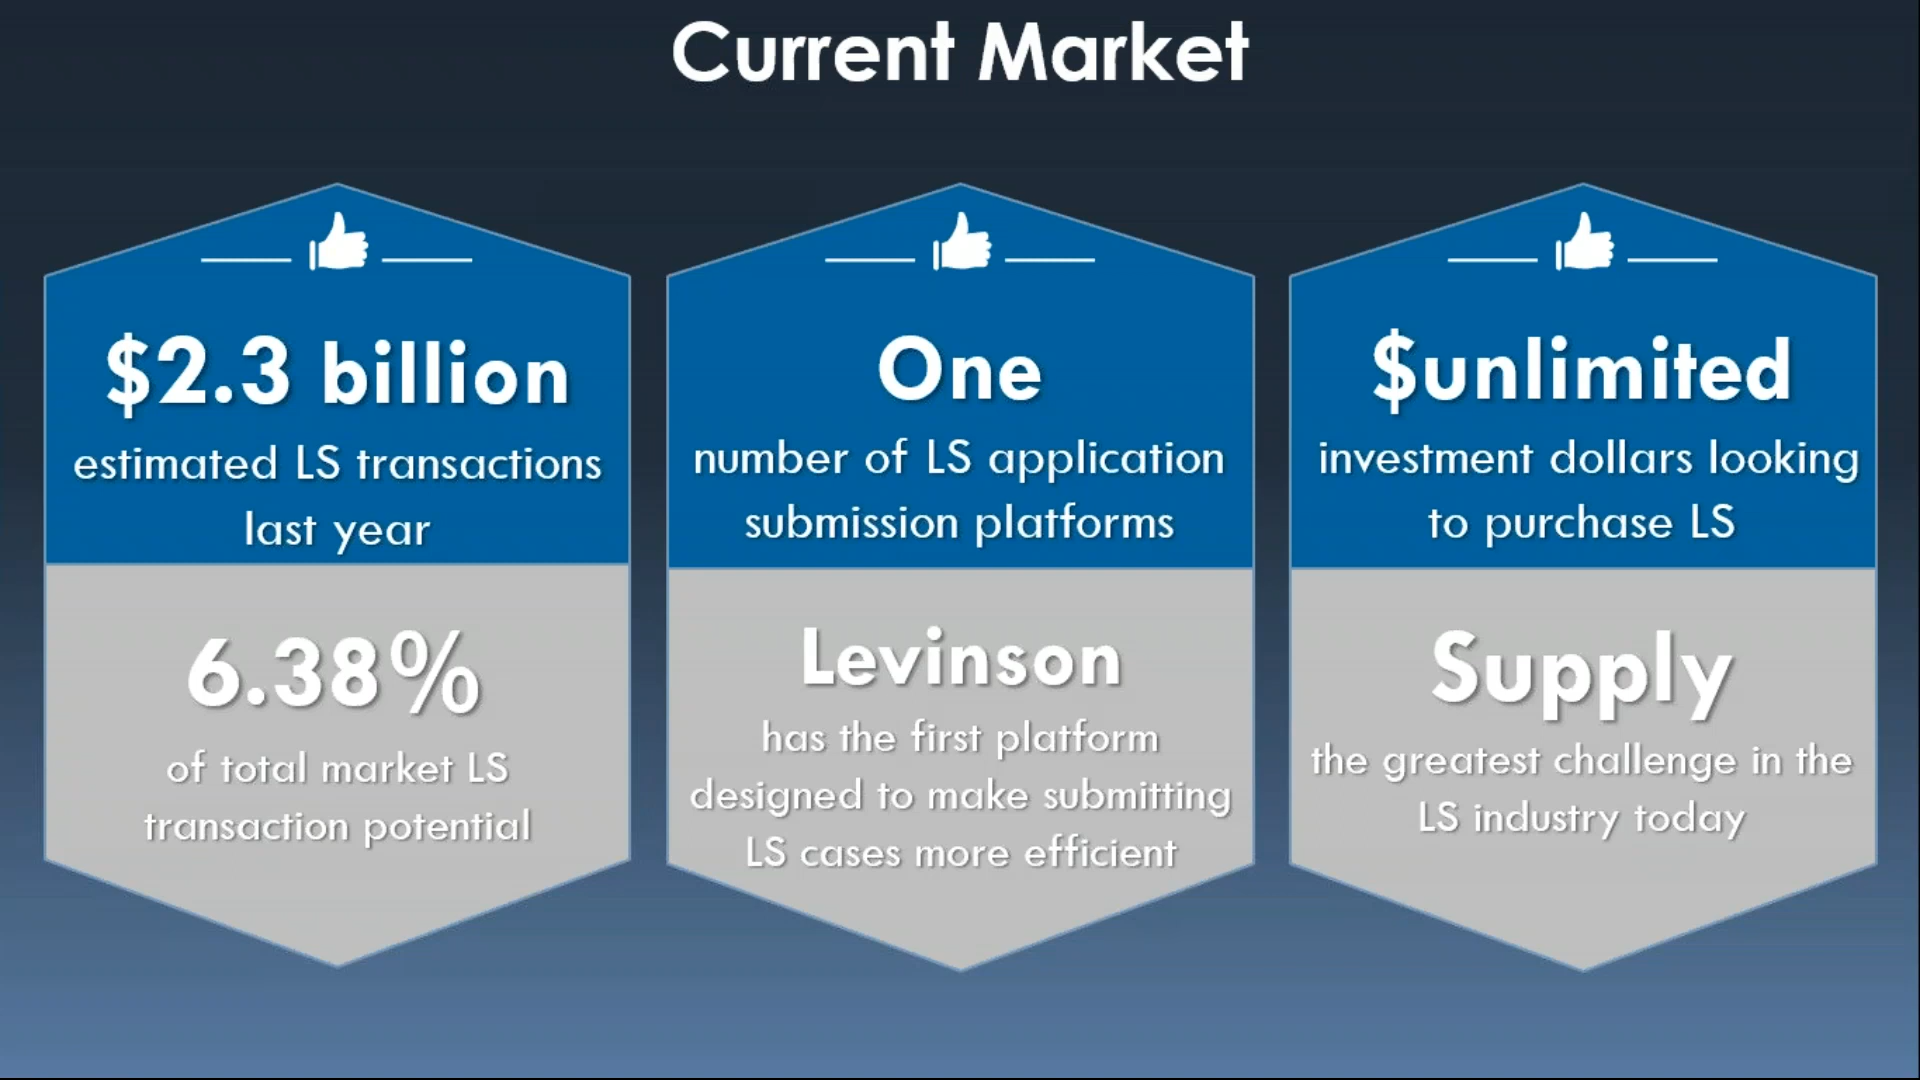 Current Market
$2.3 billion
estimated LS transactions
last year
6.38%
of total market LS
transaction potential
One
number of LS application
submission platforms
Levinson
has the first platform
designed to make submitting
LS cases more efficient
$unlimited
investment dollars looking
to purchase LS
Supply
the greatest challenge in the
LS industry today